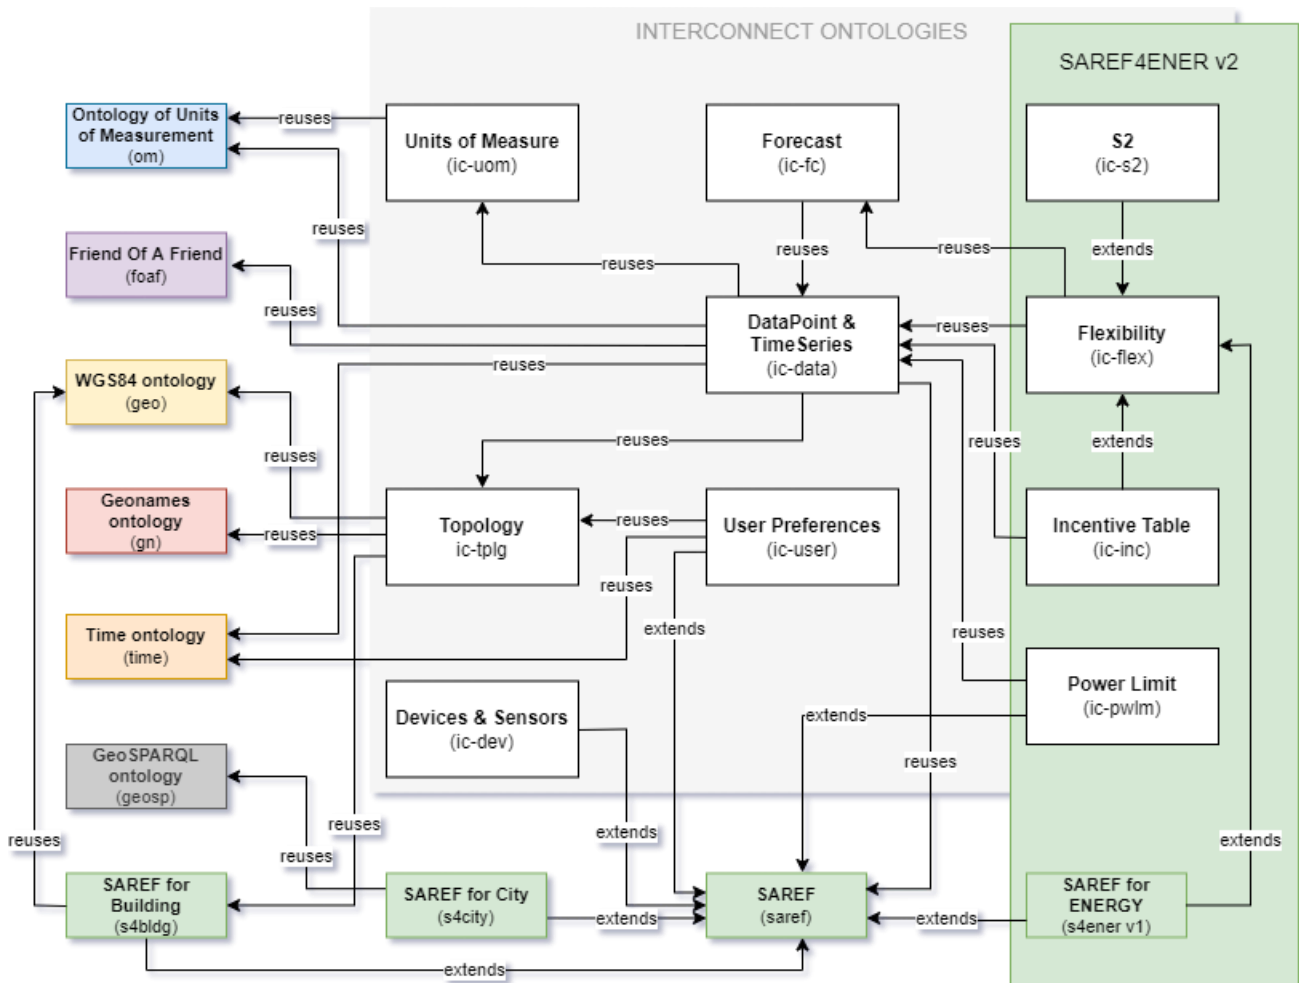 INTERCONNECT ONTOLOGIES
SAREF4ENER v2
Ontology of Units
of Measurement
(om)
reuses
Units of Measure
(ic-uom)
Forecast
(ic-fc)
S2
(ic-s2)
reuses
Friend Of A Friend
(foaf)
reuses
reuses
reuses
reuses
extends
DataPoint &
TimeSeries
(ic-data)
reuses
Flexibility
(ic-flex)
WGS84 ontology
(geo)
reuses
reuses
reuses
reuses
extends
Geonames
ontology
(gn)
reuses
Topology
ic-tplg
reuses
User Preferences
(ic-user)
Incentive Table
(ic-inc)
reuses
extends
reuses
Time ontology
(time)
Devices & Sensors
(ic-dev)
Power Limit
(ic-pwlm)
extends
GeoSPARQL
ontology
(geosp)
reuses
reuses
reuses
reuses
extends
extends
SAREF for
Building
(s4bldg)
SAREF for City
(s4city)
extends
SAREF
(saref)
extends
SAREF for
ENERGY
(s4ener v1)
extends